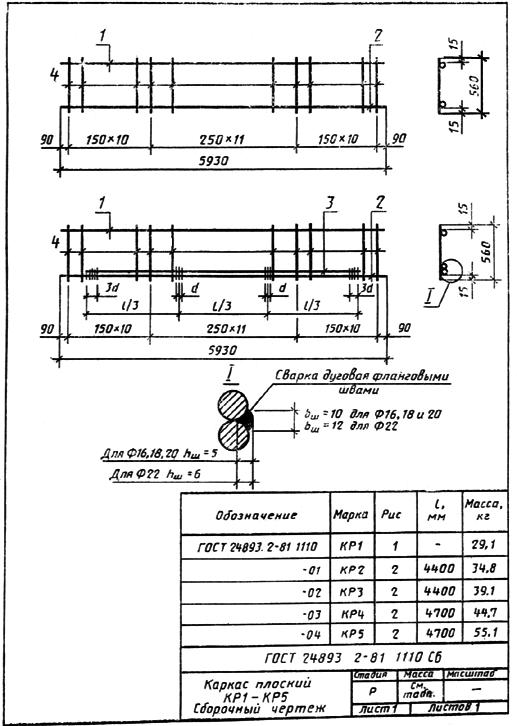 1
2
4
15
560
15
90
150×10
250×11
150×10
90
5930
1
3
2
4
3d
d
d
3d
l/3
l/3
l/3
90
150×10
250×11
150×10
90
5930
15
560
15
I
I
Сварка дуговая фланговыми
швами
bш = 10 для Ф16,18 и 20
bш = 12 для Ф22
Для Ф16,18,20 hш = 5
Для Ф22 hш = 6
Обозначение Марка Рис l, мм Масса, кг
ГОСТ 24893.2-81 1110 КР1 1 - 29,1
-01 КР2 2 4400 34.8
-02 КР3 2 4400 39.1
-03 КР4 2 4700 44,7
-04 КР5 2 4700 55.1
ГОСТ 24893 2-81 1110 СБ
Каркас плоский
КР1 – КР5
Сборочный чертеж
Стадия Масса Масштаб
Р См. табл. –
Лист 1 Листов 1